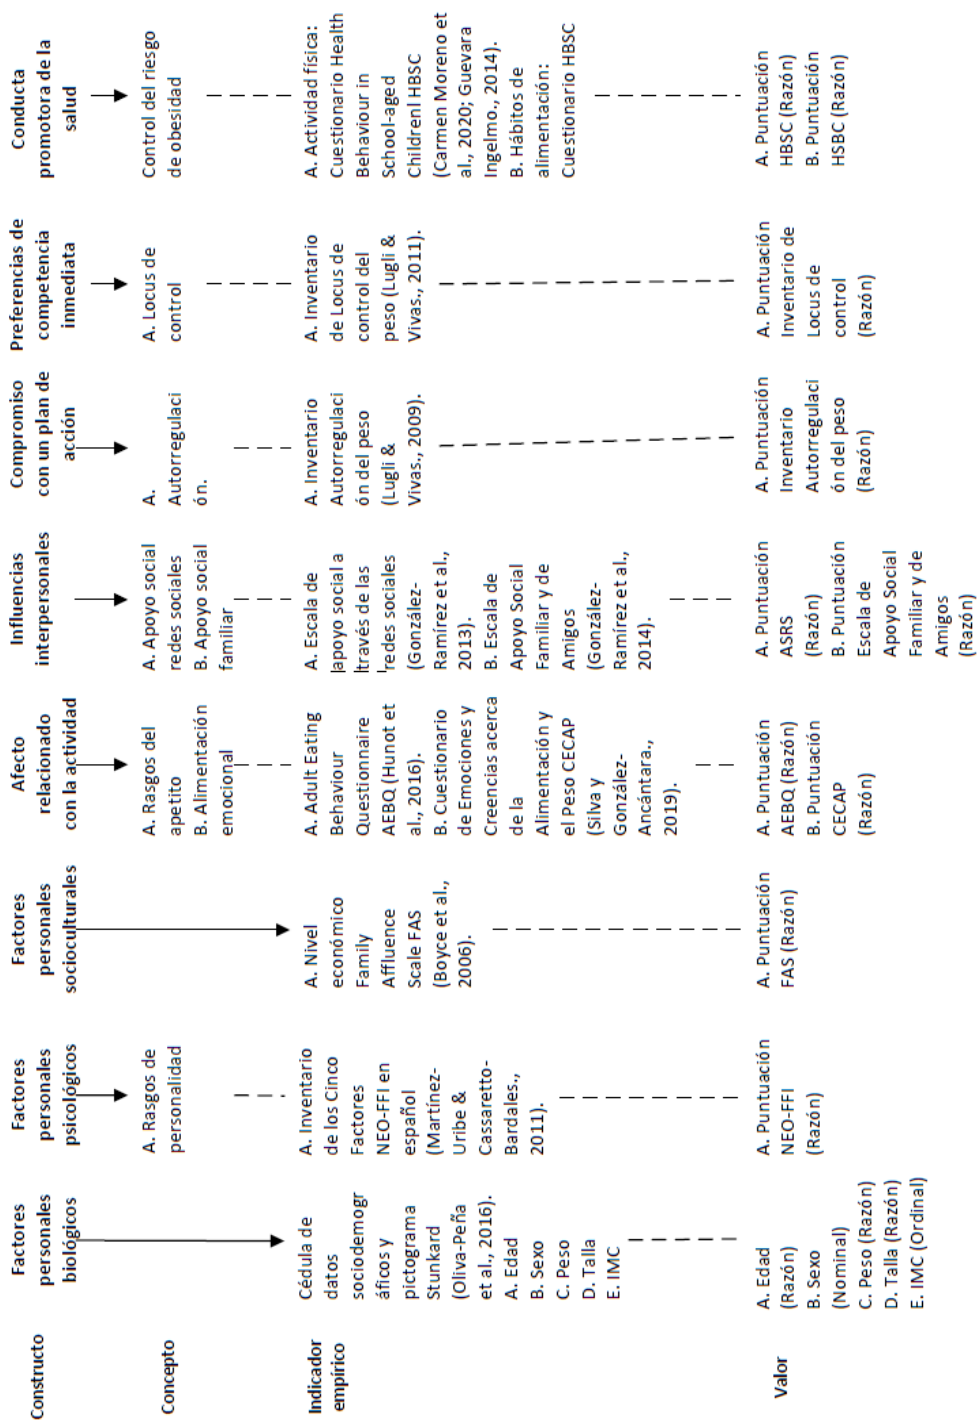 Constructo
Factores
personales
biológicos
Factores
personales
psicológicos
Factores
personales
socioculturales
Afecto
relacionado
con la actividad
Influencias
interpersonales
Compromiso
con un plan de
acción
Preferencias de
competencia
inmediata
Conducta
promotora de la
salud
Concepto
A. Rasgos de
personalidad
A. Rasgos del
apetito
B. Alimentación
emocional
A. Apoyo social
redes sociales
B. Apoyo social
familiar
A.
Autorregulaci
ón.
A. Locus de
control
Control del riesgo
de obesidad
Indicador
empírico
Cédula de
datos
sociodemogr
áficos y
pictograma
Stunkard
(Oliva-Peña
et al., 2016).
A. Edad
B. Sexo
C. Peso
D. Talla
E. IMC
A. Inventario
de los Cinco
Factores
NEO-FFI en
español
(Martínez-
Uribe &
Cassaretto-
Bardales.,
2011).
A. Nivel
económico
Family
Affluence
Scale FAS
(Boyce et al.,
2006).
A. Adult Eating
Behaviour
Questionnaire
AEBQ (Hunot et
al., 2016).
B. Cuestionario
de Emociones y
Creencias acerca
de la
Alimentación y
el Peso CECAP
(Silva y
González-
Ancántara.,
2019).
A. Escala de
apoyo social a
través de las
redes sociales
(González-
Ramírez et al.,
2013).
B. Escala de
Apoyo Social
Familiar y de
Amigos
(González-
Ramírez et al.,
2014).
A. Inventario
Autorregulaci
ón del peso
(Lugli &
Vivas., 2009).
A. Inventario
de Locus de
control del
peso (Lugli &
Vivas., 2011).
A. Actividad física:
Cuestionario Health
Behaviour in
School-aged
Childrenl HBSC
(Carmen Moreno et
al., 2020; Guevara
Ingelmo., 2014).
B. Hábitos de
alimentación:
Cuestionario HBSC
Valor
A. Edad
(Razón)
B. Sexo
(Nominal)
C. Peso (Razón)
D. Talla (Razón)
E. IMC (Ordinal)
A. Puntuación
NEO-FFI
(Razón)
A. Puntuación
FAS (Razón)
A. Puntuación
AEBQ (Razón)
B. Puntuación
CECAP
(Razón)
A. Puntuación
ASRS
(Razón)
B. Puntuación
Escala de
Apoyo Social
Familiar y de
Amigos
(Razón)
A. Puntuación
Inventario
Autorregulaci
ón del peso
(Razón)
A. Puntuación
Inventario de
Locus de
control
(Razón)
A. Puntuación
HBSC (Razón)
B. Puntuación
HSBC (Razón)